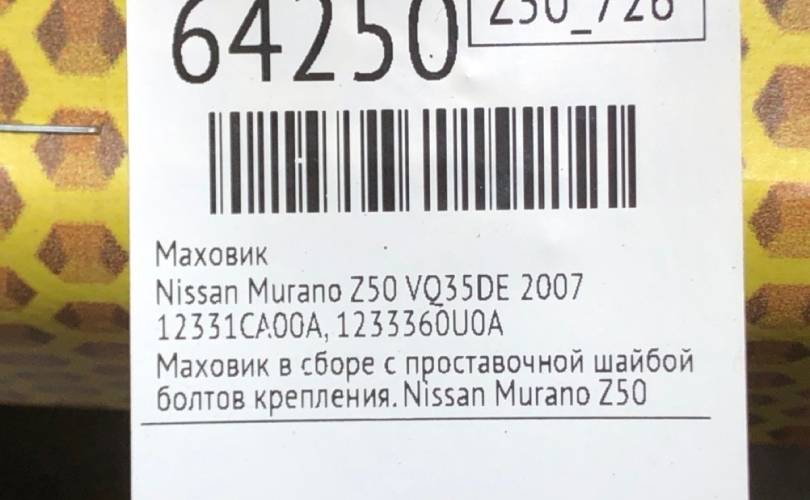 64250
Z50_726
Маховик
Nissan Murano Z50 VQ35DE 2007
12331CA00A, 1233360U0A
Маховик в сборе с проставочной шайбой
болтов крепления. Nissan Murano Z50